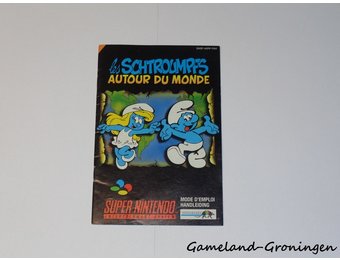 les SCHTROUMPFS
AUTOUR DU MONDE
SUPER NINTENDO
MODE D'EMPLOI
HANDLEIDING
Gameland-Groningen